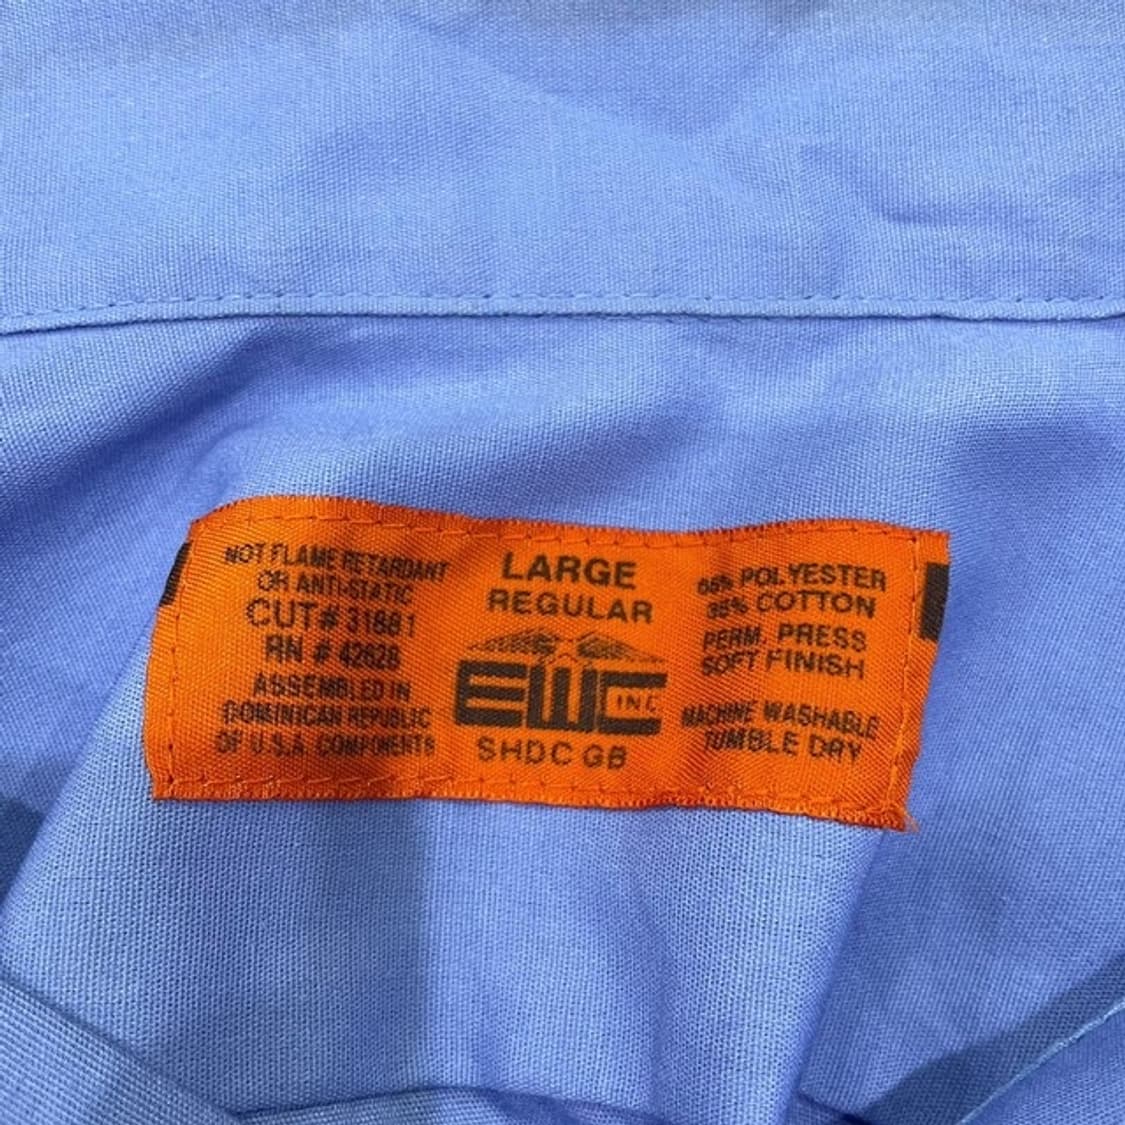 NOT FLAME RETARDANT
OR ANTI-STATIC
CUT# 31881
RN # 42628
ASSEMBLED IN
DOMINICAN REPUBLIC
OF U.S.A. COMPONENTS
LARGE
REGULAR
EWC INC
SHDC GB
65% POLYESTER
35% COTTON
PERM. PRESS
SOFT FINISH
MACHINE WASHABLE
TUMBLE DRY